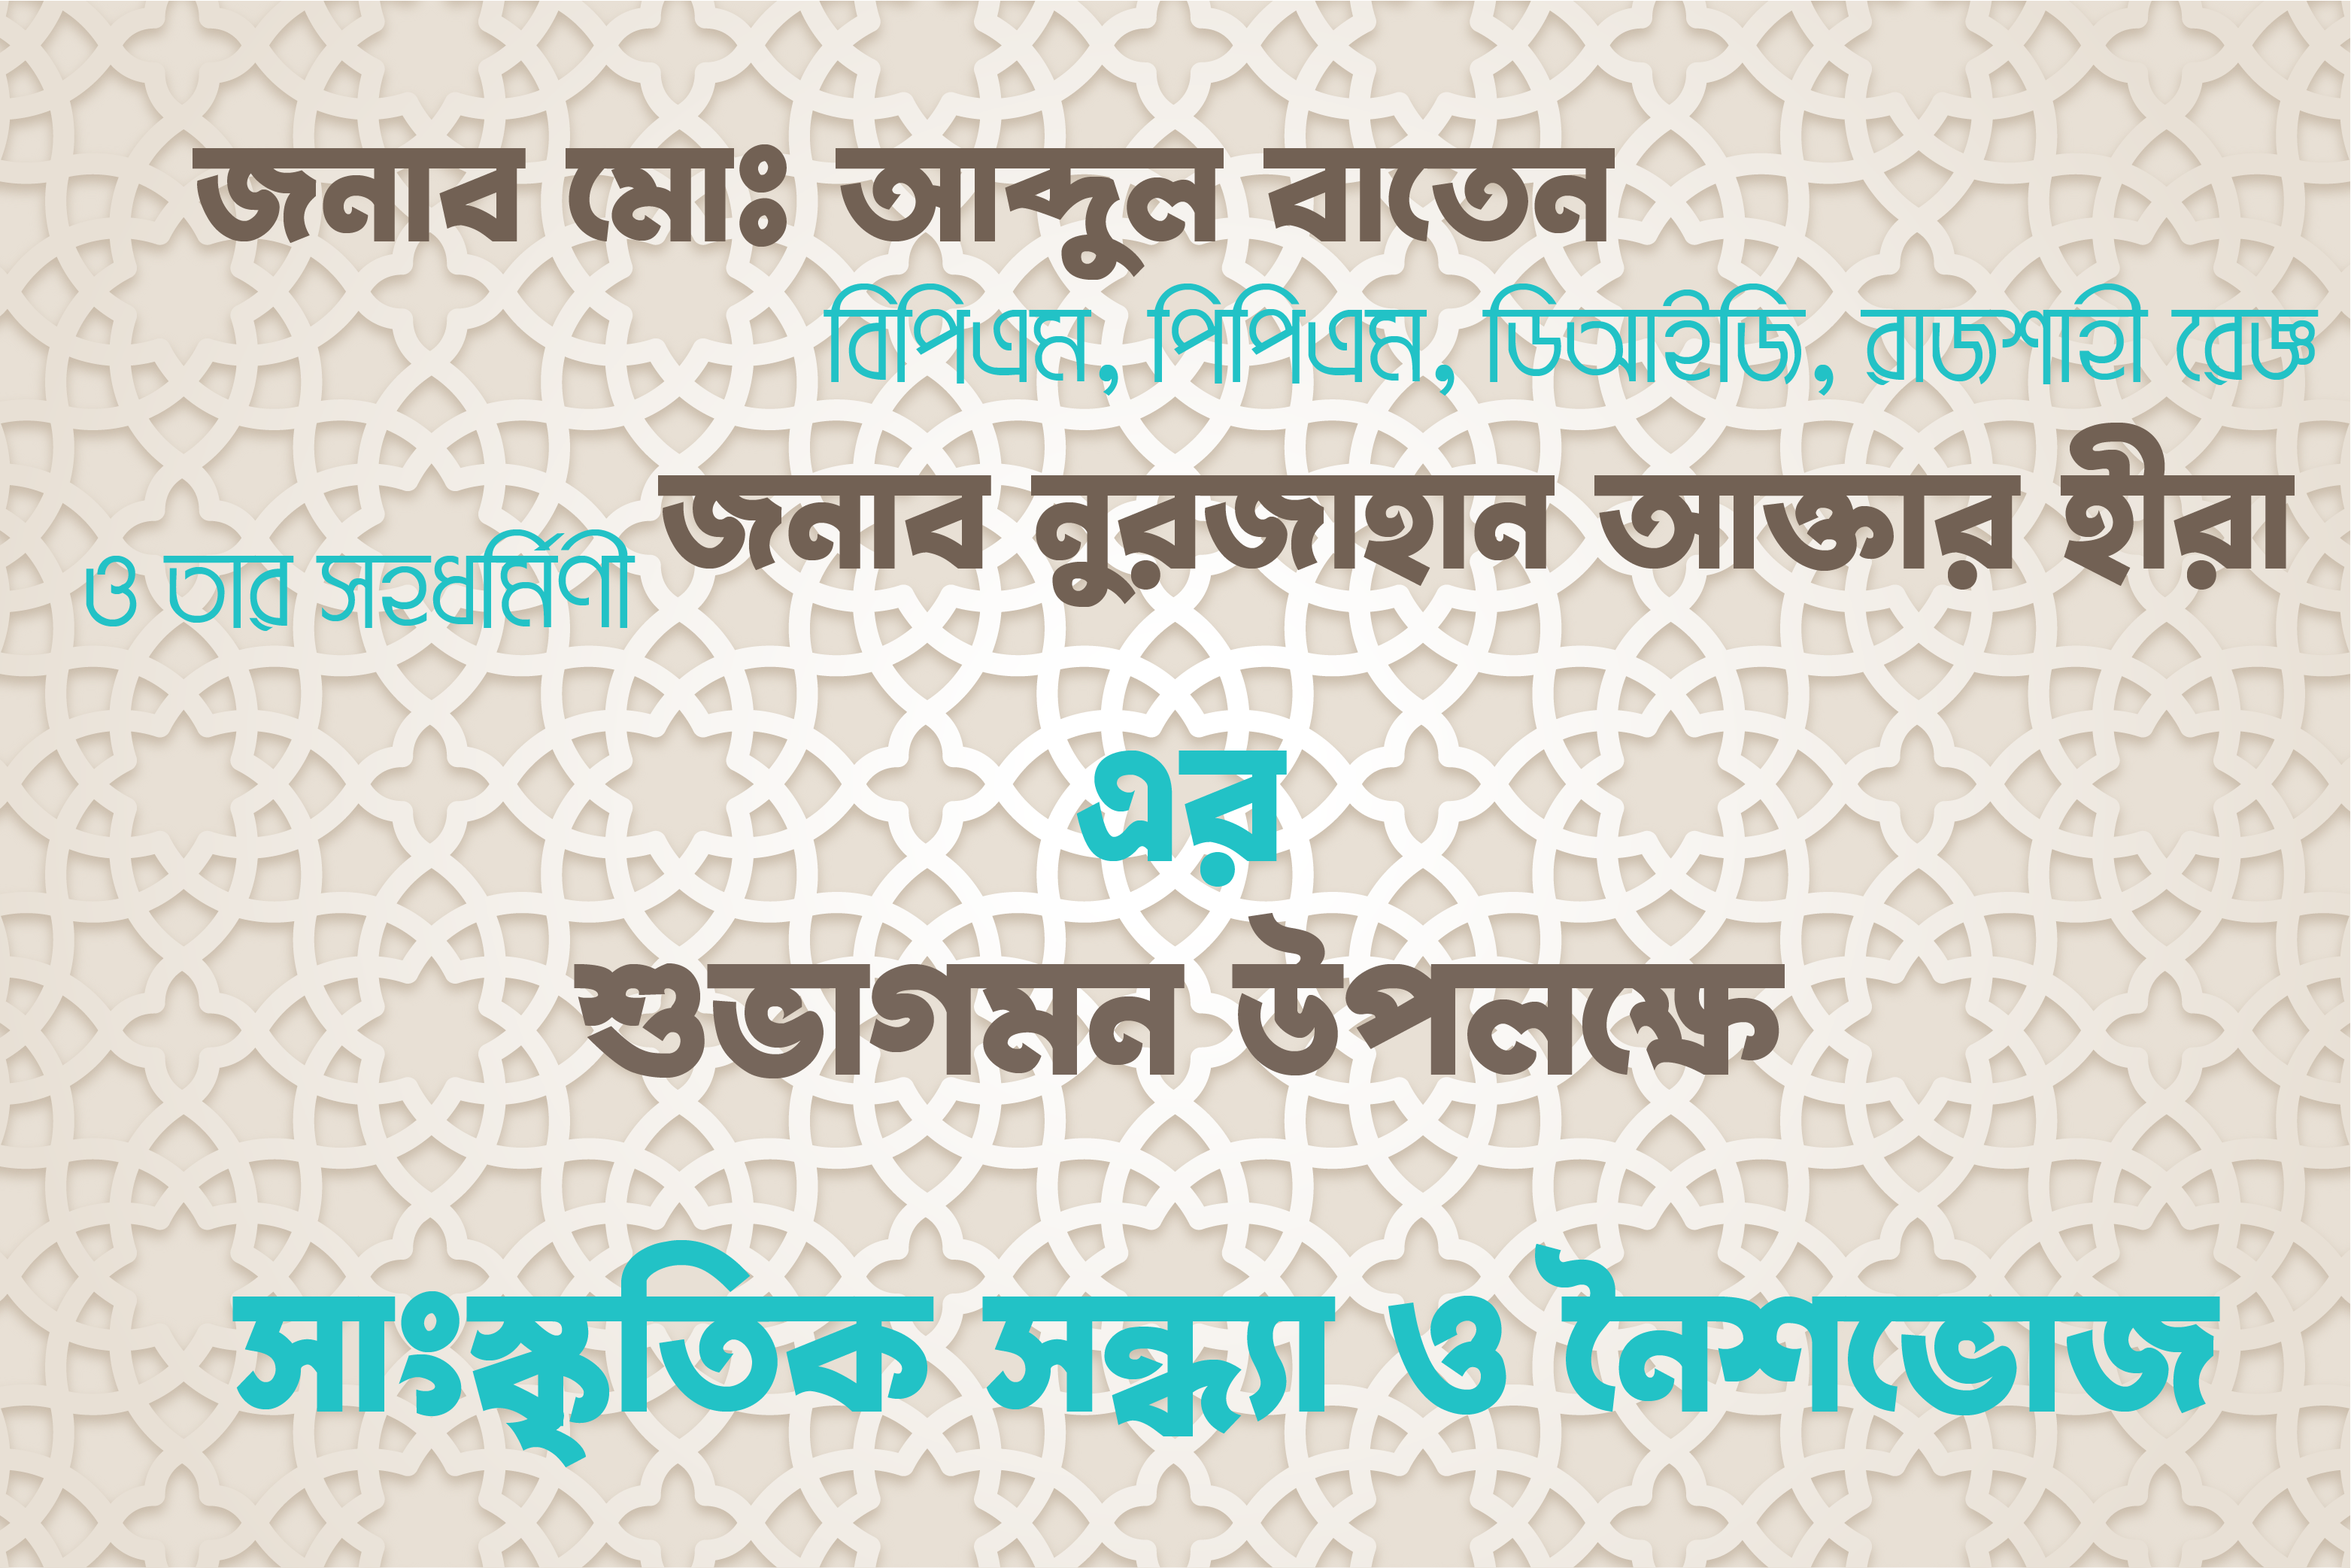 জনাব মোঃ আব্দুল বাতেন
বিপিএম, পিপিএম, ডিআইজি, রাজশাহী রেঞ্জ
ও তার সহধর্মিণী জনাব নুরজাহান আক্তার হীরা
এর
শুভাগমন উপলক্ষে
সাংস্কৃতিক সন্ধ্যা ও নৈশভোজ